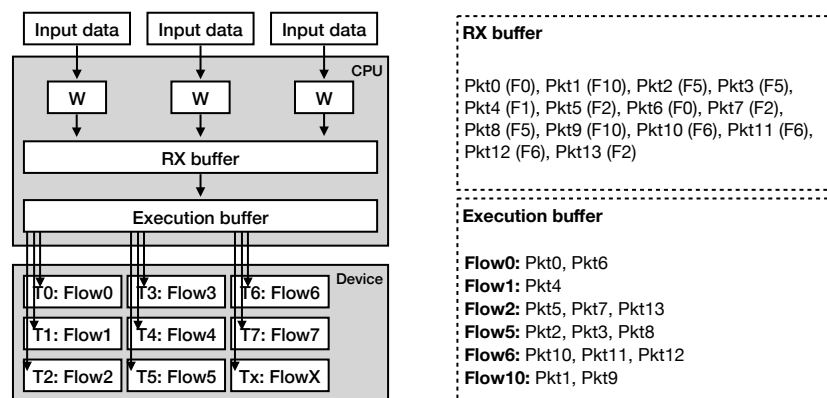 Input data Input data Input data
CPU
W W W
RX buffer
Execution buffer
Device
T0: Flow0 T3: Flow3 T6: Flow6
T1: Flow1 T4: Flow4 T7: Flow7
T2: Flow2 T5: Flow5 Tx: FlowX
RX buffer
Pkt0 (F0), Pkt1 (F10), Pkt2 (F5), Pkt3 (F5),
Pkt4 (F1), Pkt5 (F2), Pkt6 (F0), Pkt7 (F2),
Pkt8 (F5), Pkt9 (F10), Pkt10 (F6), Pkt11 (F6),
Pkt12 (F6), Pkt13 (F2)
Execution buffer
Flow0: Pkt0, Pkt6
Flow1: Pkt4
Flow2: Pkt5, Pkt7, Pkt13
Flow5: Pkt2, Pkt3, Pkt8
Flow6: Pkt10, Pkt11, Pkt12
Flow10: Pkt1, Pkt9